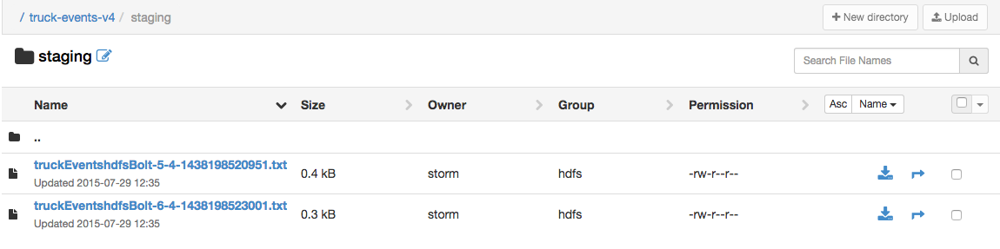 / truck-events-v4 / staging
New directory
Upload
staging
Search File Names
Name Size Owner Group Permission Asc Name
..
truckEventshdfsBolt-5-4-1438198520951.txt 0.4 kB storm hdfs -rw-r--r--
Updated 2015-07-29 12:35
truckEventshdfsBolt-6-4-1438198523001.txt 0.3 kB storm hdfs -rw-r--r--
Updated 2015-07-29 12:35